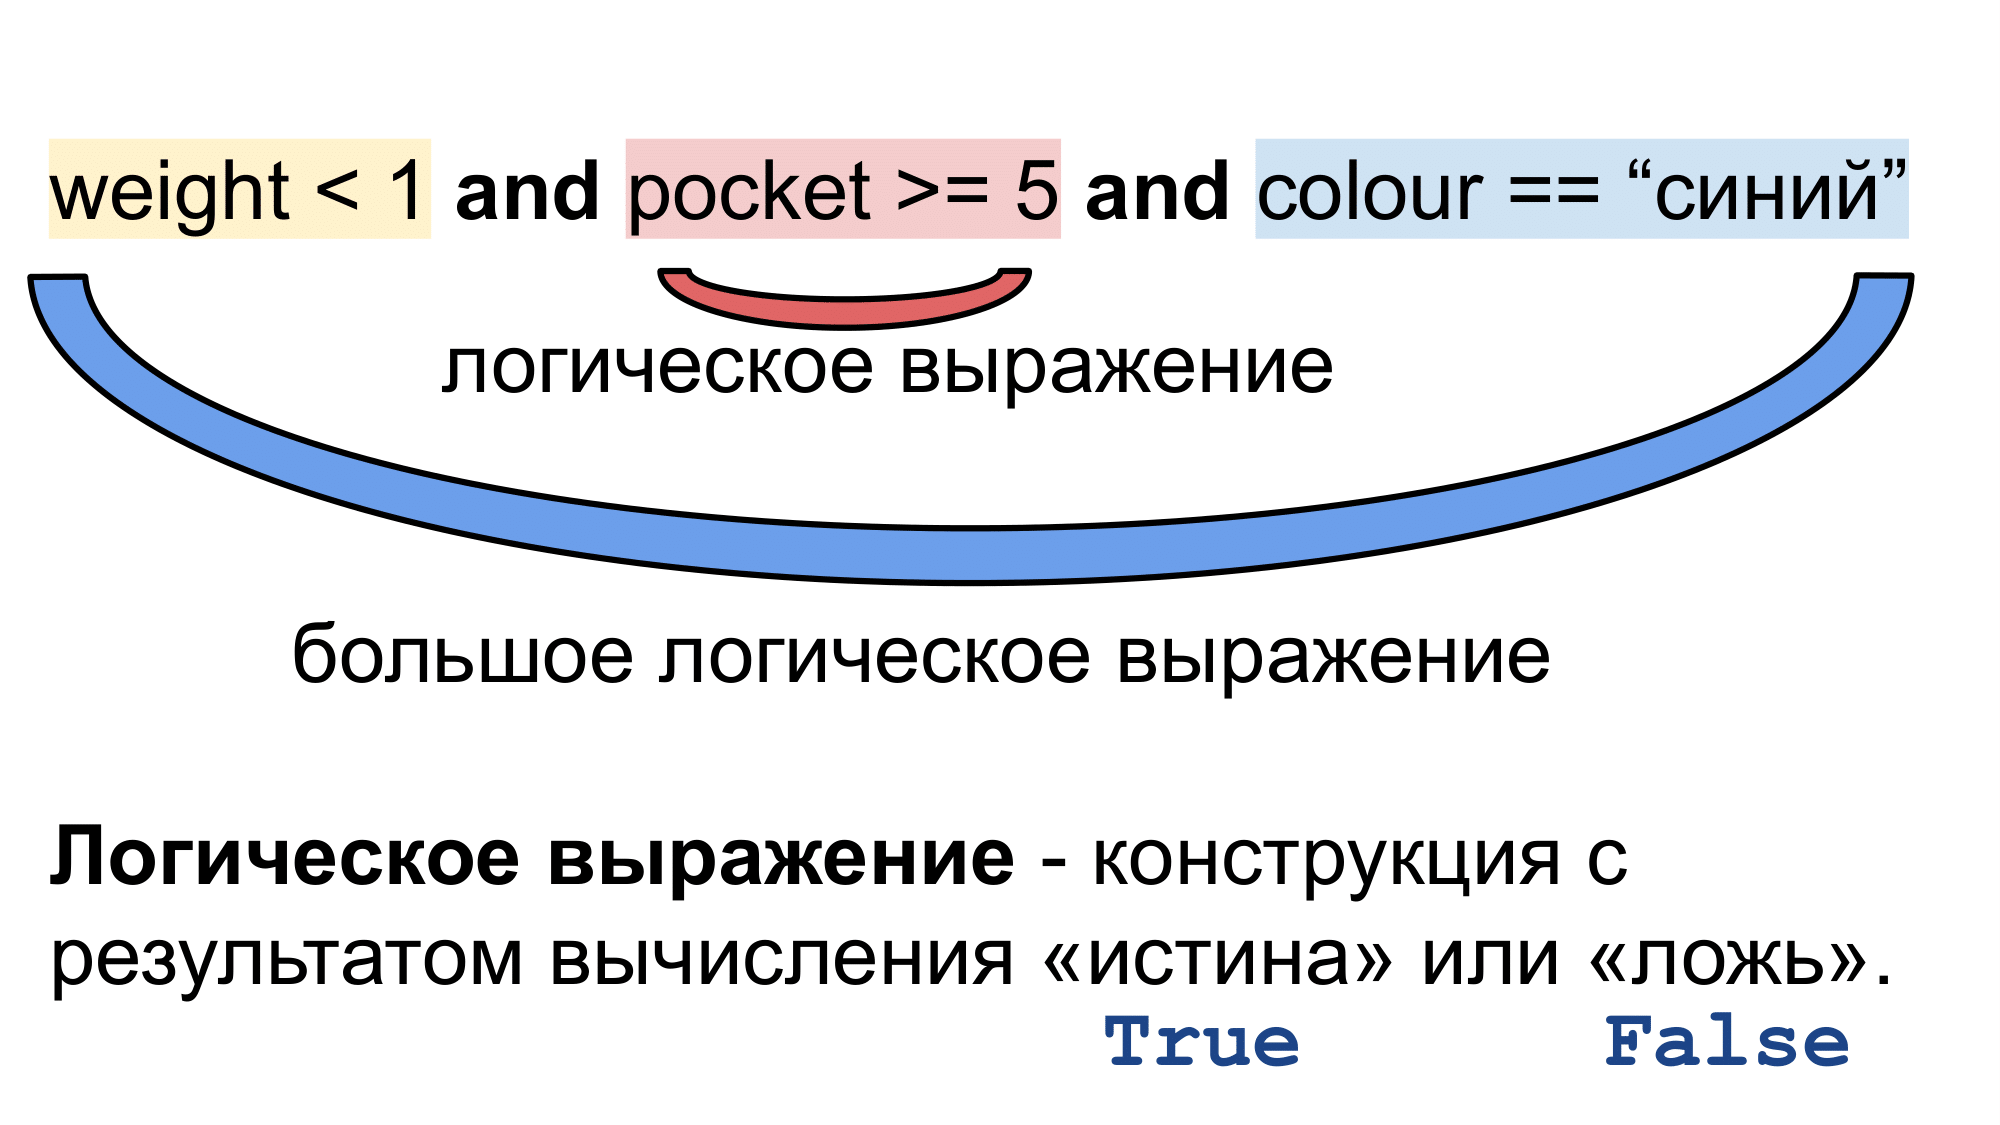 weight < 1 and pocket >= 5 and colour == “синий”
логическое выражение
большое логическое выражение
Логическое выражение - конструкция с
результатом вычисления «истина» или «ложь».
True False